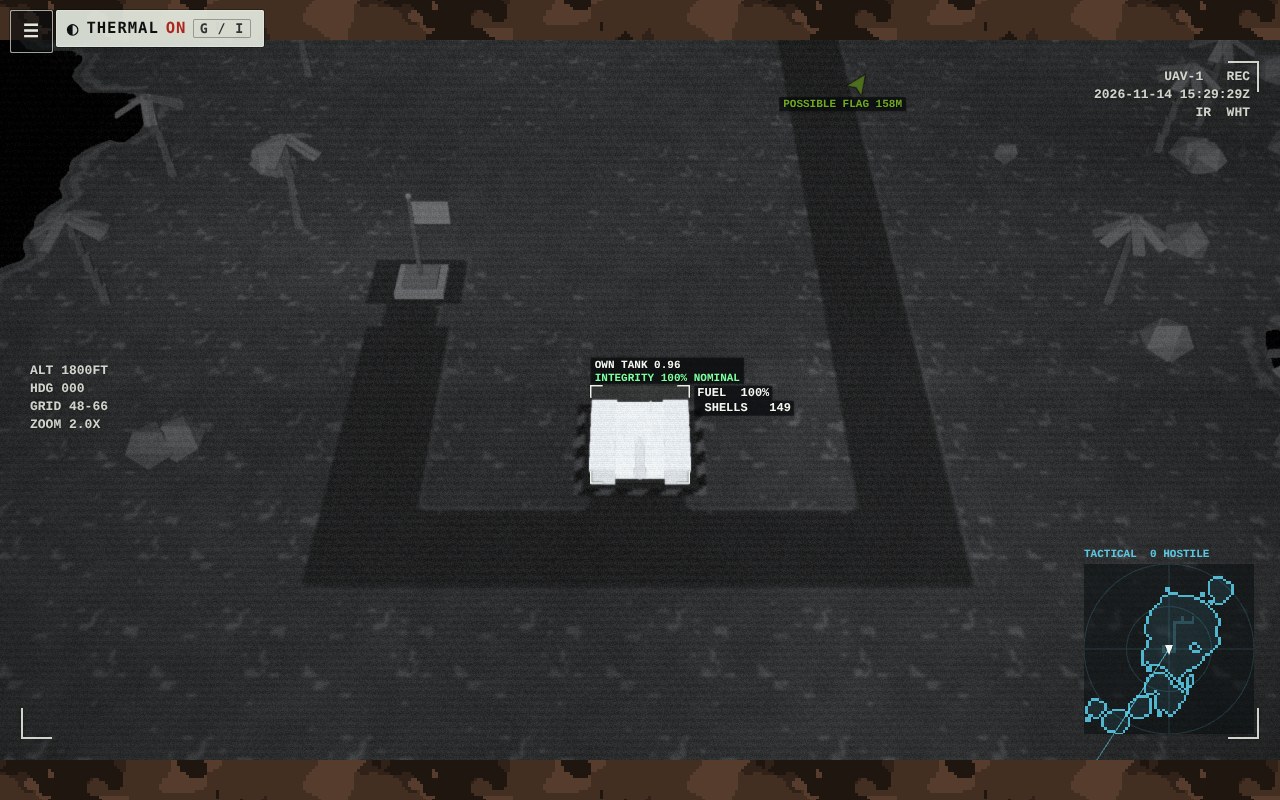 THERMAL ON G / I
POSSIBLE FLAG 158M
UAV-1 REC
2026-11-14 15:29:29Z
IR WHT
ALT 1800FT
HDG 000
GRID 48-66
ZOOM 2.0X
OWN TANK 0.96
INTEGRITY 100% NOMINAL
FUEL 100%
SHELLS 149
TACTICAL 0 HOSTILE